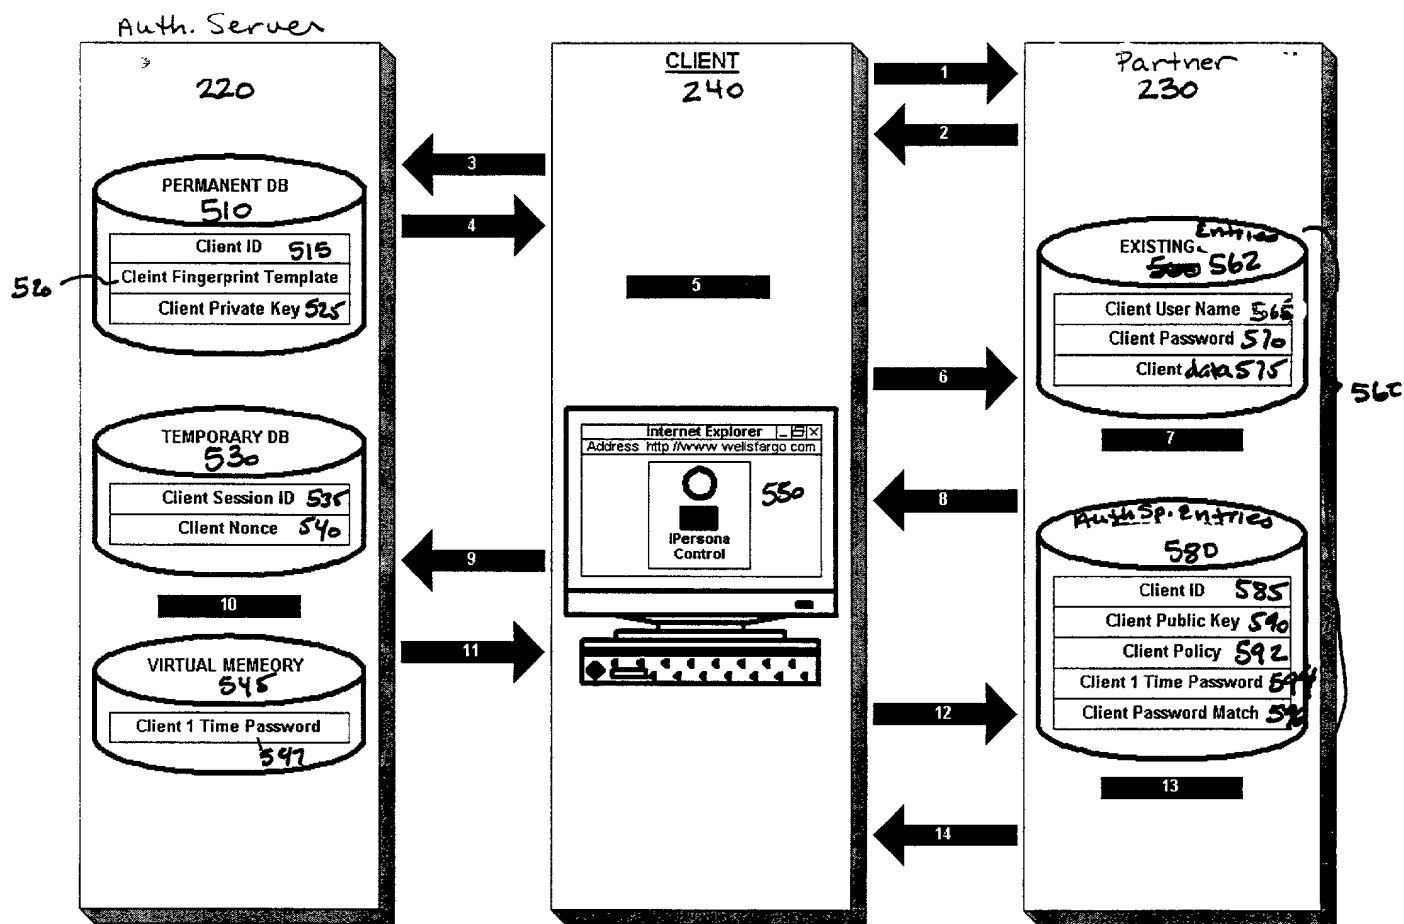 Auth. Server
220
PERMANENT DB
510
Client ID 515
520
Cleint Fingerprint Template
Client Private Key 525
TEMPORARY DB
530
Client Session ID 535
Client Nonce 540
10
VIRTUAL MEMEORY
545
Client 1 Time Password
547
3
4
9
11
CLIENT
240
5
Internet Explorer
Address http://www wellsfargo com
IPersona
Control
550
1
2
6
8
12
14
Partner
230
Entries
EXISTING
562
Client User Name 565
Client Password 570
Client data 575
7
Auth Sp. Entries
580
Client ID 585
Client Public Key 590
Client Policy 592
Client 1 Time Password 594
Client Password Match 596
13